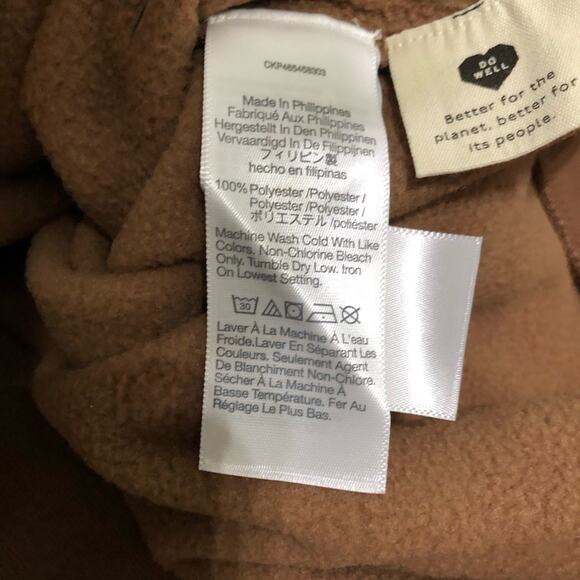 CKP465458303
Made In Philippines
Fabriqué Aux Philippines
Hergestellt In Den Philippinen
Vervaardigd In De Filippijnen
フィリピン製
hecho en filipinas
100% Polyester /Polyester /
Polyester /Polyester /
ポリエステル /poliéster
Machine Wash Cold With Like
Colors. Non-Chlorine Bleach
Only. Tumble Dry Low. Iron
On Lowest Setting.
30
Laver À La Machine À L'eau
Froide.Laver En Séparant Les
Couleurs. Seulement Agent
De Blanchiment Non-Chlore.
Sécher À La Machine À
Basse Température. Fer Au
Réglage Le Plus Bas.
DO
WELL
Better for the
planet, better for
its people.